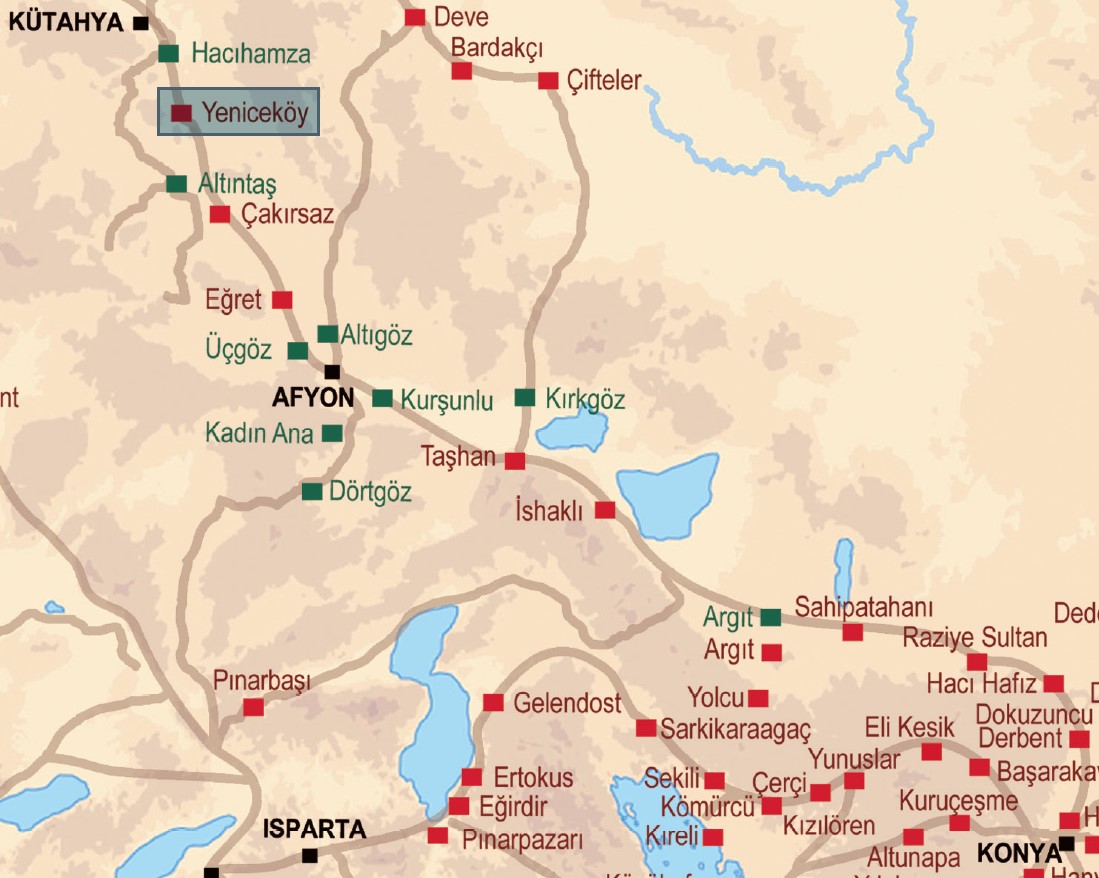 KÜTAHYA
Deve
Bardakçı
Hacıhamza
Çifteler
Yeniceköy
Altıntaş
Çakırsaz
Eğret
Üçgöz
Altıgöz
AFYON
Kurşunlu
Kırkgöz
nt
Kadın Ana
Taşhan
Dörtgöz
İshaklı
Argıt
Sahipatahanı
Argıt
Raziye Sultan
Pınarbaşı
Yolcu
Hacı Hafız
Gelendost
Sarkikaraagaç
Eli Kesik
Dokuzuncu
Derbent
Yunuslar
Ertokus
Sekili
Çerçi
Eğirdir
Kömürcü
Kuruçeşme
ISPARTA
Pınarpazarı
Kıreli
Kızılören
Altunapa
KONYA
H